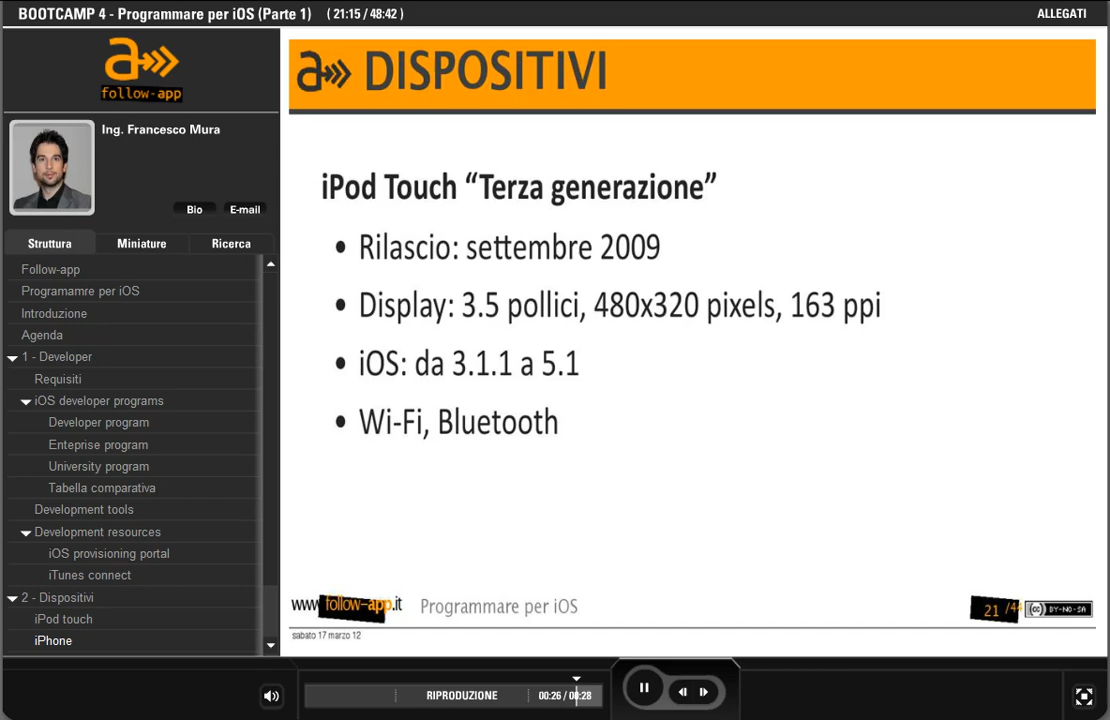 BOOTCAMP 4 - Programmare per iOS (Parte 1) ( 21:15 / 48:42 )
ALLEGATI
a
follow-app
Ing. Francesco Mura
Bio
E-mail
Struttura
Miniature
Ricerca
Follow-app
Programamre per iOS
Introduzione
Agenda
1 - Developer
Requisiti
iOS developer programs
Developer program
Enteprise program
University program
Tabella comparativa
Development tools
Development resources
iOS provisioning portal
iTunes connect
2 - Dispositivi
iPod touch
iPhone
a DISPOSITIVI
iPod Touch “Terza generazione”
• Rilascio: settembre 2009
• Display: 3.5 pollici, 480x320 pixels, 163 ppi
• iOS: da 3.1.1 a 5.1
• Wi-Fi, Bluetooth
www.follow-app.it
Programmare per iOS
21
cc BY-NC-SA
sabato 17 marzo 12
RIPRODUZIONE
00:26 / 00:28